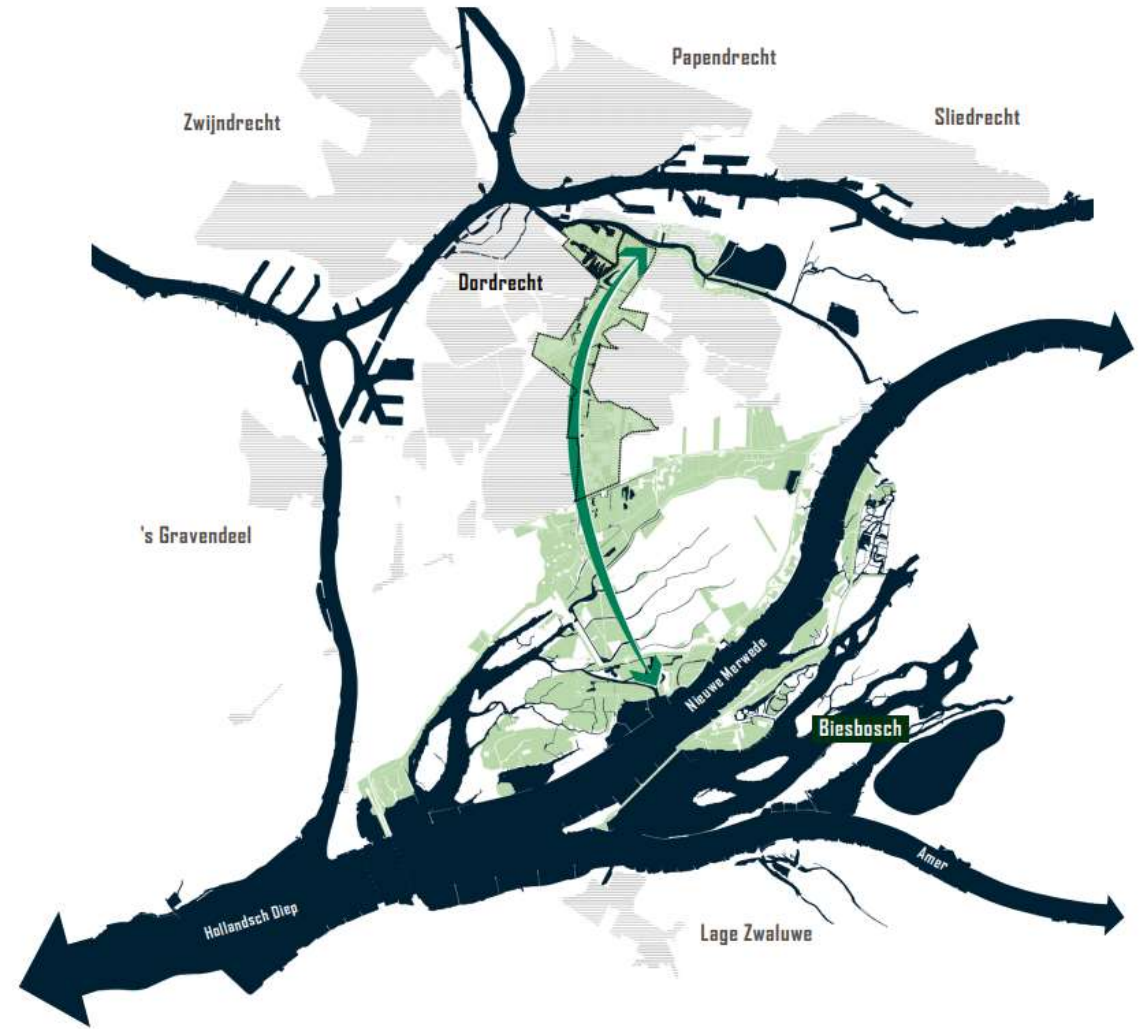 Papendrecht
Sliedrecht
Zwijndrecht
Dordrecht
's Gravendeel
Nieuwe Merwede
Biesbosch
Amer
Hollandsch Diep
Lage Zwaluwe